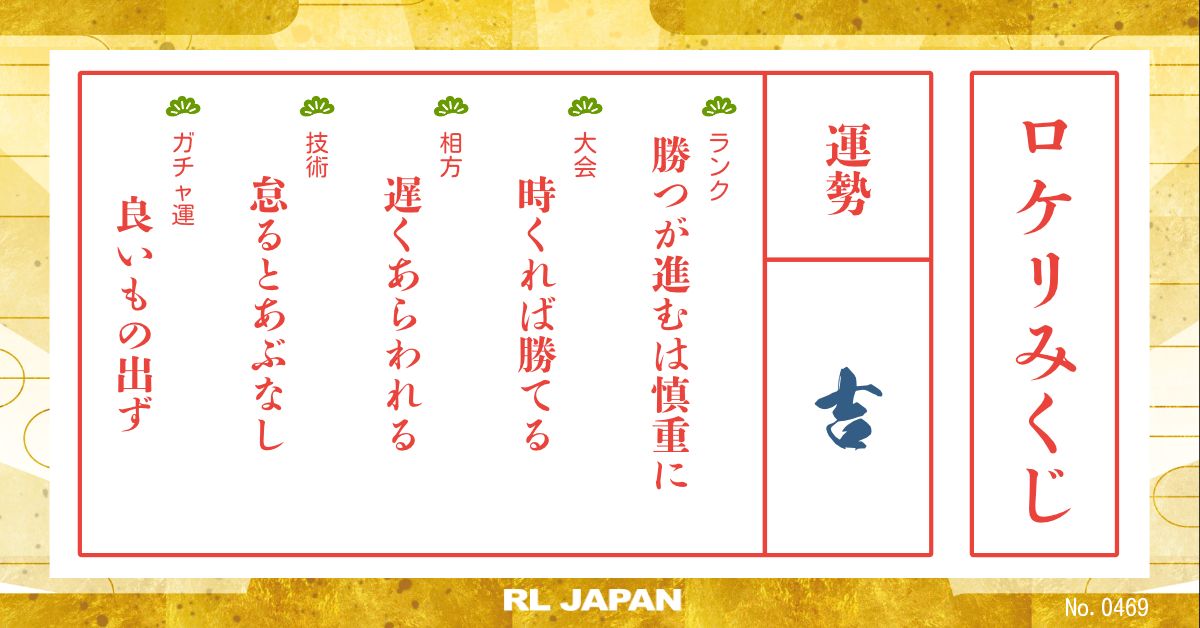 ロケリみくじ
運勢
吉
ランク
勝つが進むは慎重に
大会
時くれば勝てる
相方
遅くあらわれる
技術
怠るとあぶなし
ガチャ運
良いもの出ず
RL JAPAN
No. 0469